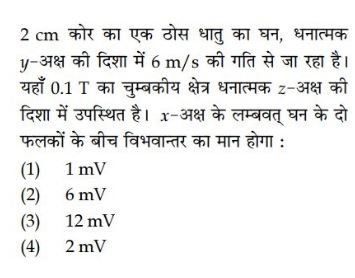 2 cm कोर का एक ठोस धातु का घन, धनात्मक
y-अक्ष की दिशा में 6 m/s की गति से जा रहा है।
यहाँ 0.1 T का चुम्बकीय क्षेत्र धनात्मक z-अक्ष की
दिशा में उपस्थित है। x-अक्ष के लम्बवत् घन के दो
फलकों के बीच विभवान्तर का मान होगा :
(1) 1 mV
(2) 6 mV
(3) 12 mV
(4) 2 mV